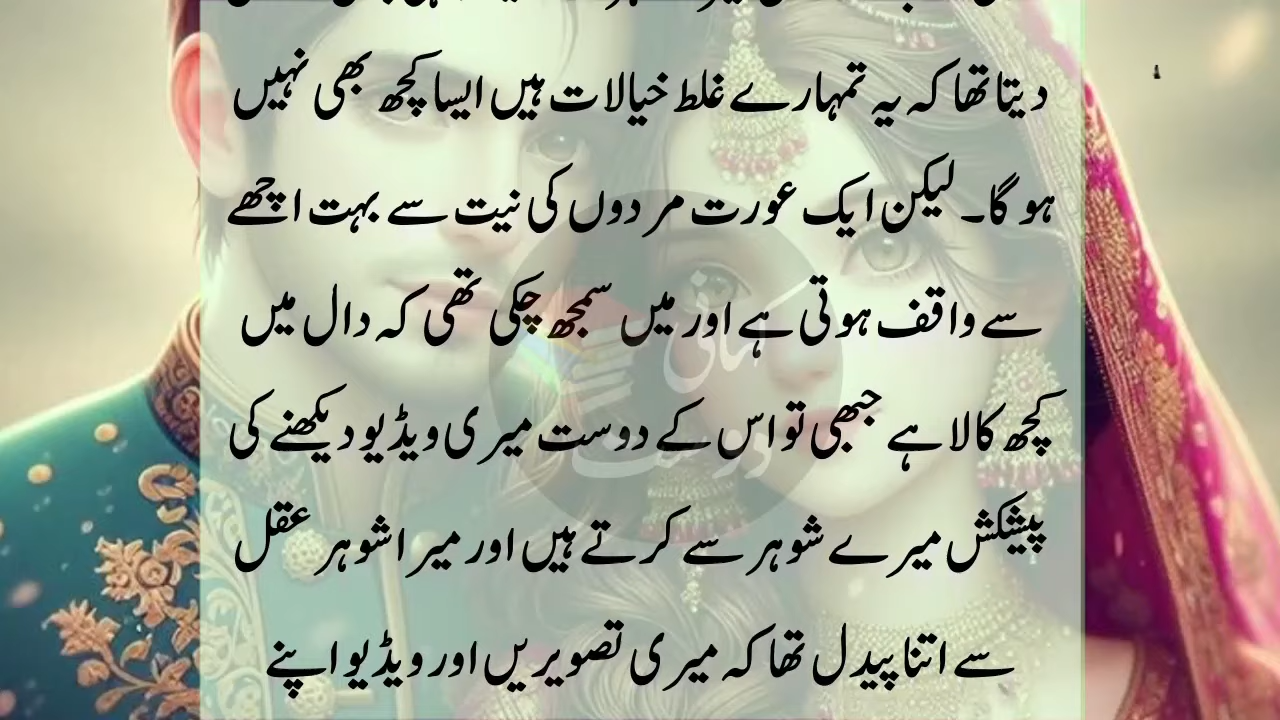 دیتا تھا کہ یہ تمہارے غلط خیالات ہیں ایسا کچھ بھی نہیں
ہو گا۔ لیکن ایک عورت مردوں کی نیت سے بہت اچھے
سے واقف ہوتی ہے اور میں سمجھ چکی تھی کہ دال میں
کچھ کالا ہے جبھی تو اس کے دوست میری ویڈیو دیکھنے کی
پیشکش میرے شوہر سے کرتے ہیں اور میرا شوہر عقل
سے اتنا پیدل تھا کہ میری تصویریں اور ویڈیو اپنے
کہانی
دوست